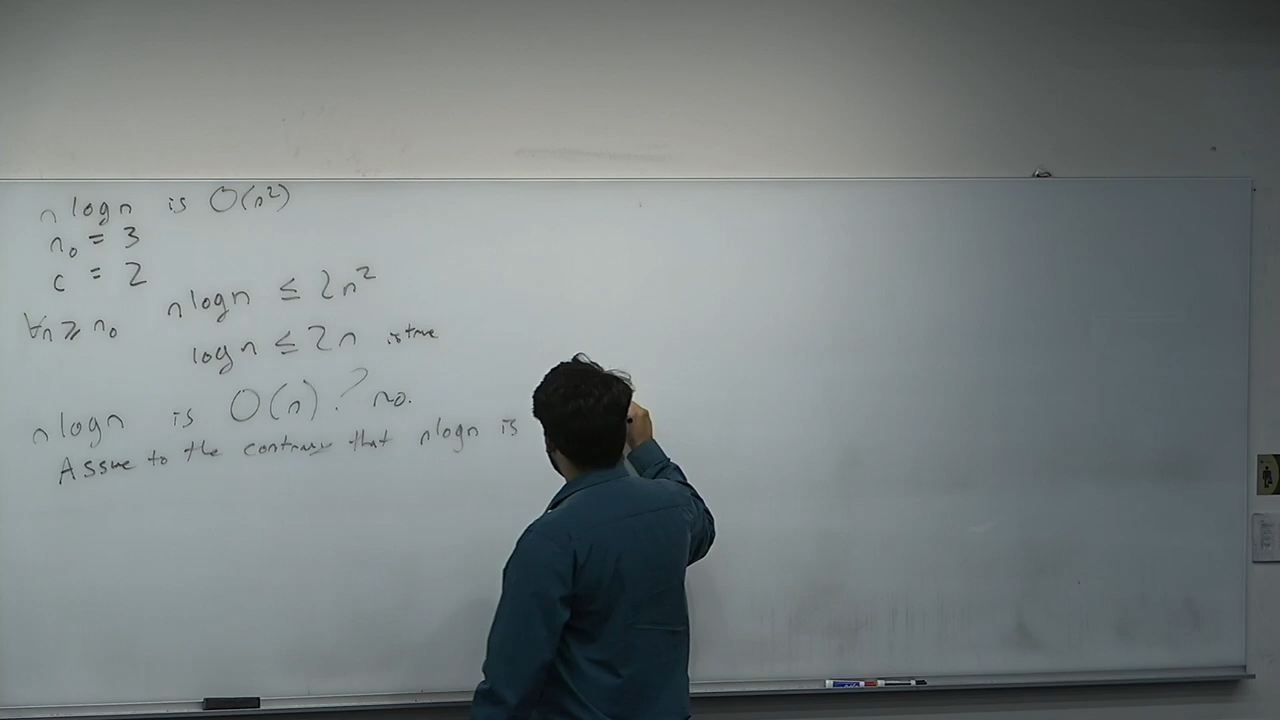 n log n is O(n²)
n₀ = 3
c = 2
n log n ≤ 2n²
∀n ≥ n₀
log n ≤ 2n is true
n log n is O(n)? no.
Assume to the contrary that n log n is